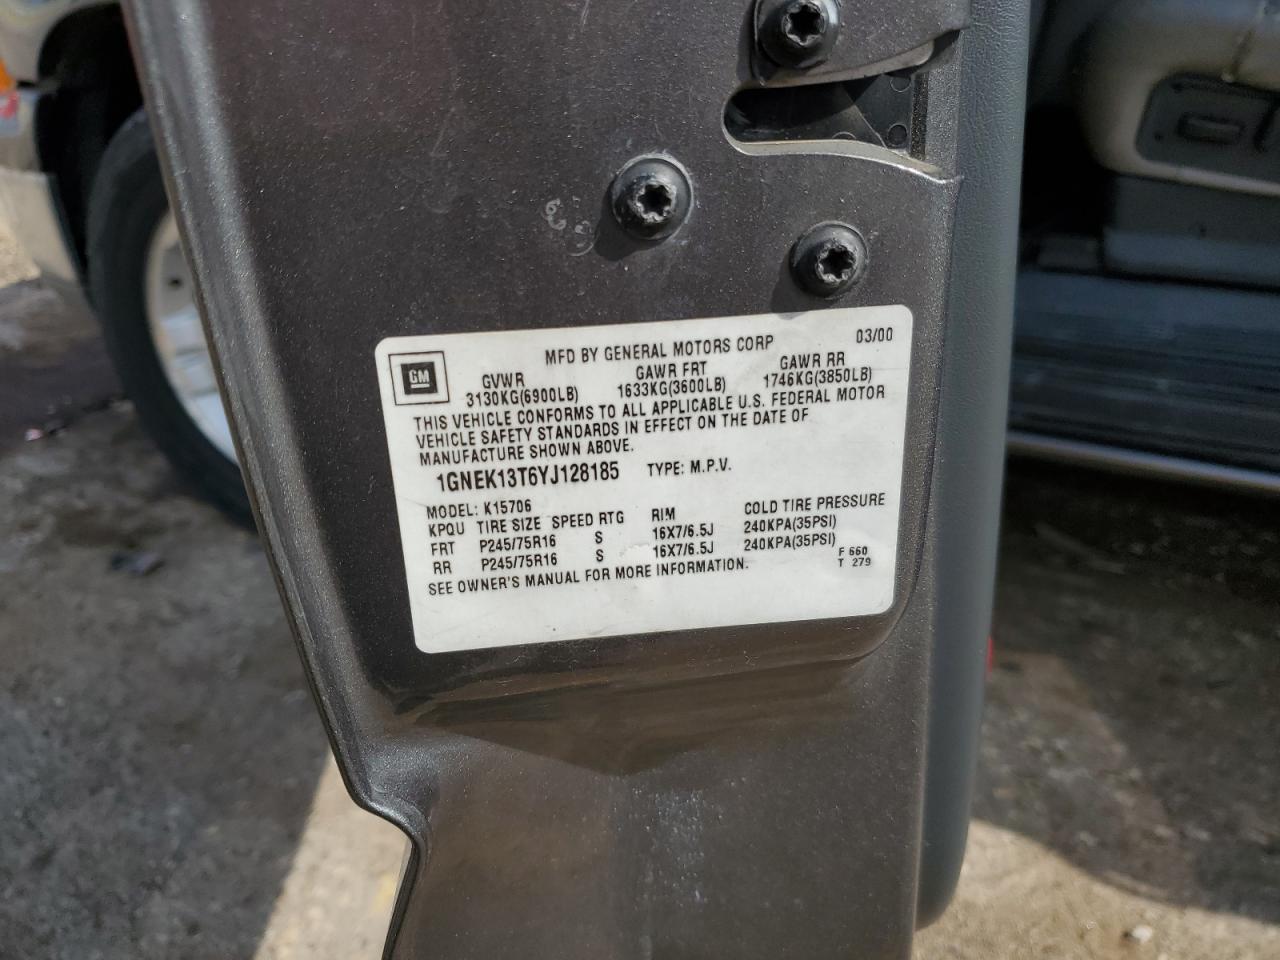 MFD BY GENERAL MOTORS CORP 03/00
GM
GVWR GAWR FRT GAWR RR
3130KG(6900LB) 1633KG(3600LB) 1746KG(3850LB)
THIS VEHICLE CONFORMS TO ALL APPLICABLE U.S. FEDERAL MOTOR
VEHICLE SAFETY STANDARDS IN EFFECT ON THE DATE OF
MANUFACTURE SHOWN ABOVE.
1GNEK13T6YJ128185 TYPE: M.P.V.
MODEL: K15706
KPQU TIRE SIZE SPEED RTG RIM COLD TIRE PRESSURE
FRT P245/75R16 S 16X7/6.5J 240KPA(35PSI)
RR P245/75R16 S 16X7/6.5J 240KPA(35PSI)
SEE OWNER'S MANUAL FOR MORE INFORMATION.
F 660
T 279